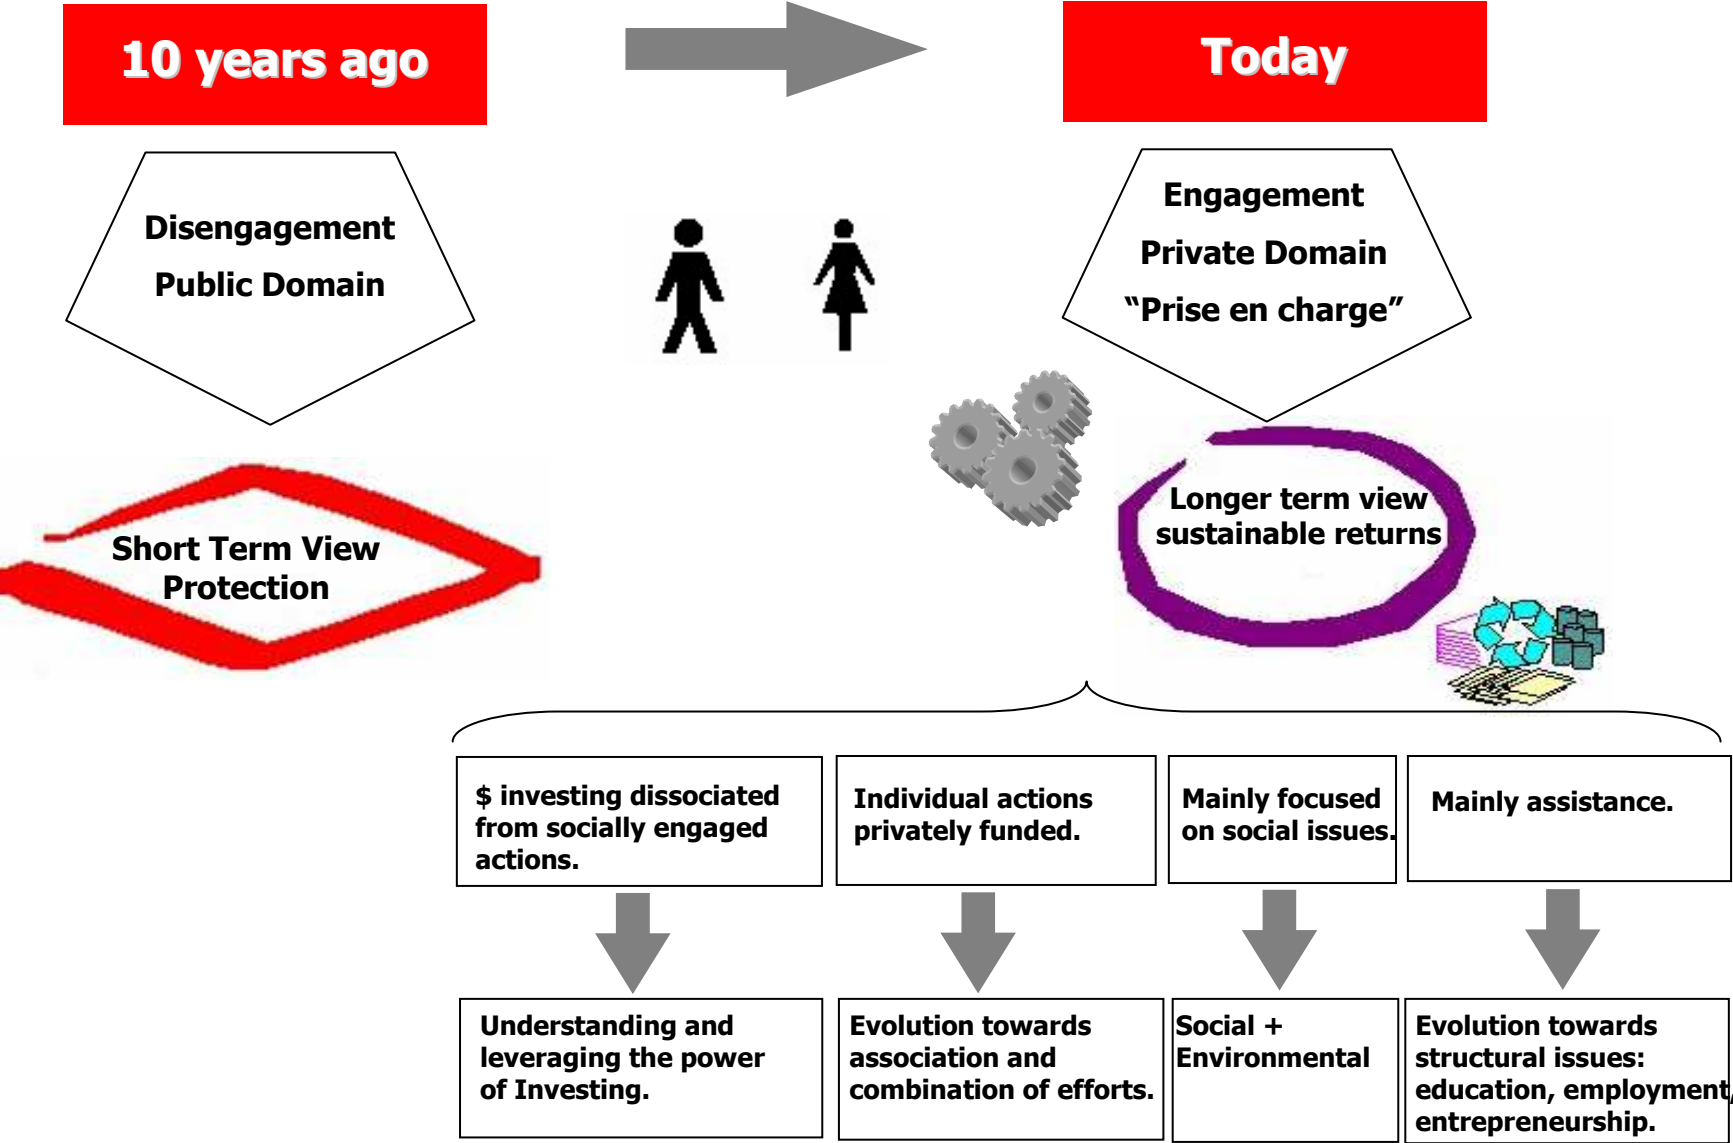 10 years ago
Today
Disengagement
Public Domain
Engagement
Private Domain
“Prise en charge”
Short Term View
Protection
Longer term view
sustainable returns
$ investing dissociated
from socially engaged
actions.
Individual actions
privately funded.
Mainly focused
on social issues.
Mainly assistance.
Understanding and
leveraging the power
of Investing.
Evolution towards
association and
combination of efforts.
Social +
Environmental
Evolution towards
structural issues:
education, employment,
entrepreneurship.